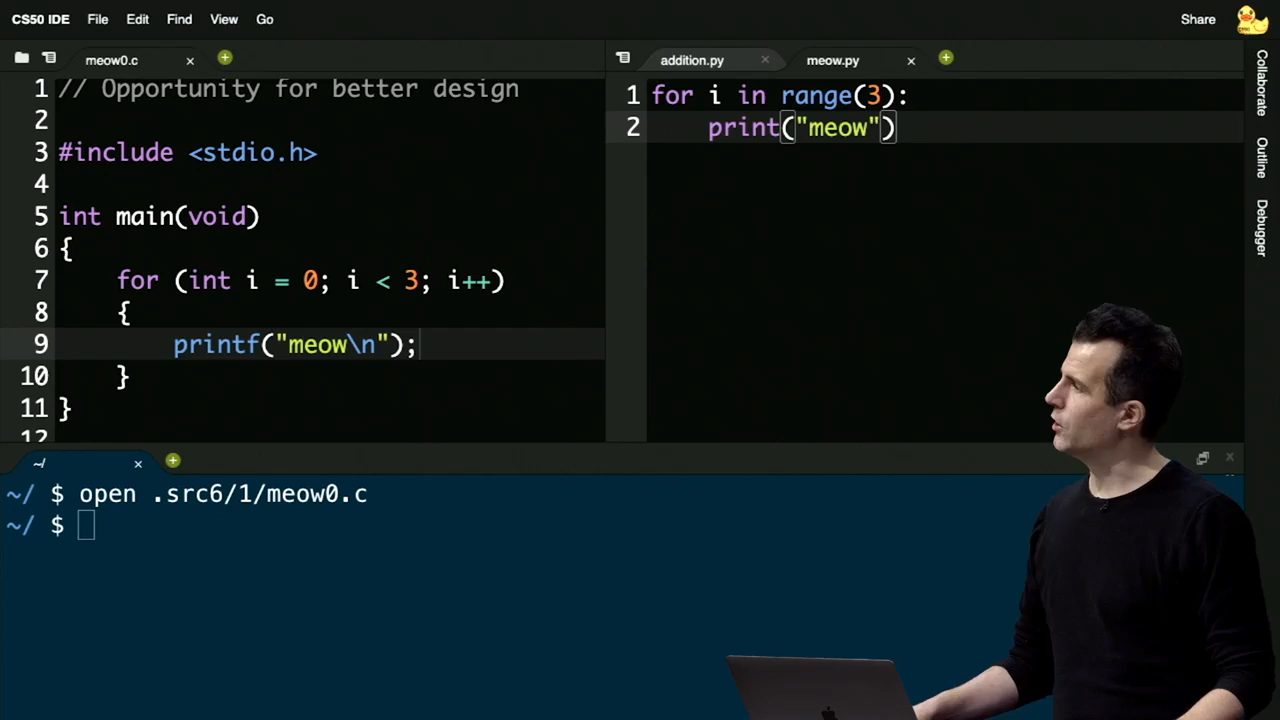 CS50 IDE File Edit Find View Go Share
meow0.c
1 // Opportunity for better design
2
3 #include <stdio.h>
4
5 int main(void)
6 {
7 for (int i = 0; i < 3; i++)
8 {
9 printf("meow\n");
10 }
11 }
12
addition.py meow.py
1 for i in range(3):
2 print("meow")
Collaborate
Outline
Debugger
~/
~/ $ open .src6/1/meow0.c
~/ $